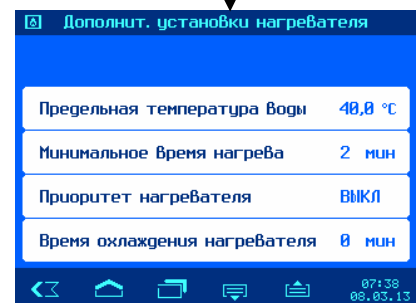 Дополнит. установки нагревателя
Предельная температура воды 40,0 °C
Минимальное время нагрева 2 мин
Приоритет нагревателя ВЫКЛ
Время охлаждения нагревателя 0 мин
07:38
08.03.13